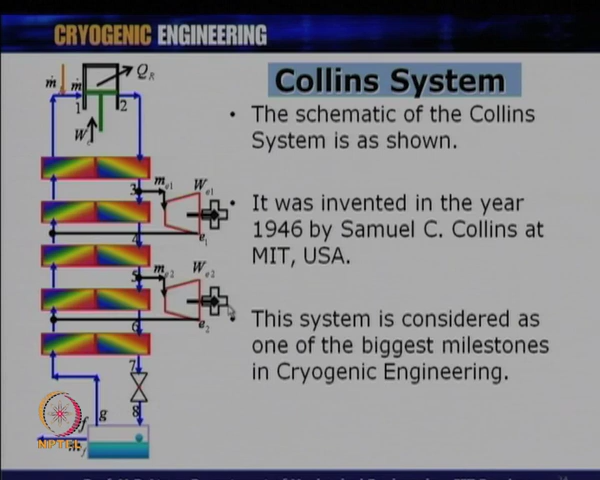 CRYOGENIC ENGINEERING
Collins System
• The schematic of the Collins
System is as shown.
• It was invented in the year
1946 by Samuel C. Collins at
MIT, USA.
• This system is considered as
one of the biggest milestones
in Cryogenic Engineering.
ṁ
ṁ
Q_R
1
2
W_c
3
m_e1
W_e1
4
e_1
5
m_e2
W_e2
6
e_2
7
8
g
f
NPTEL